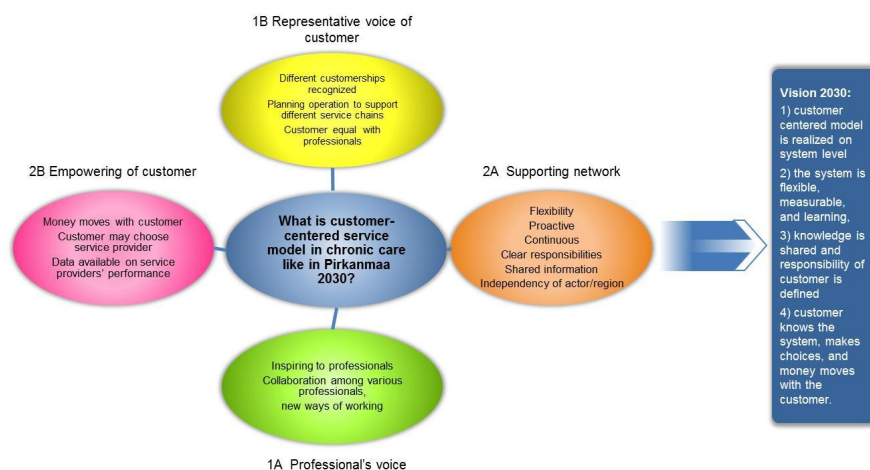 1B Representative voice of
customer
Different customerships
recognized
Planning operation to support
different service chains
Customer equal with
professionals
2B Empowering of customer
Money moves with customer
Customer may choose
service provider
Data available on service
providers' performance
What is customer-
centered service
model in chronic care
like in Pirkanmaa
2030?
2A Supporting network
Flexibility
Proactive
Continuous
Clear responsibilities
Shared information
Independency of actor/region
Inspiring to professionals
Collaboration among various
professionals,
new ways of working
1A Professional's voice
Vision 2030:
1) customer
centered model
is realized on
system level
2) the system is
flexible,
measurable,
and learning,
3) knowledge is
shared and
responsibility of
customer is
defined
4) customer
knows the
system, makes
choices, and
money moves
with the
customer.